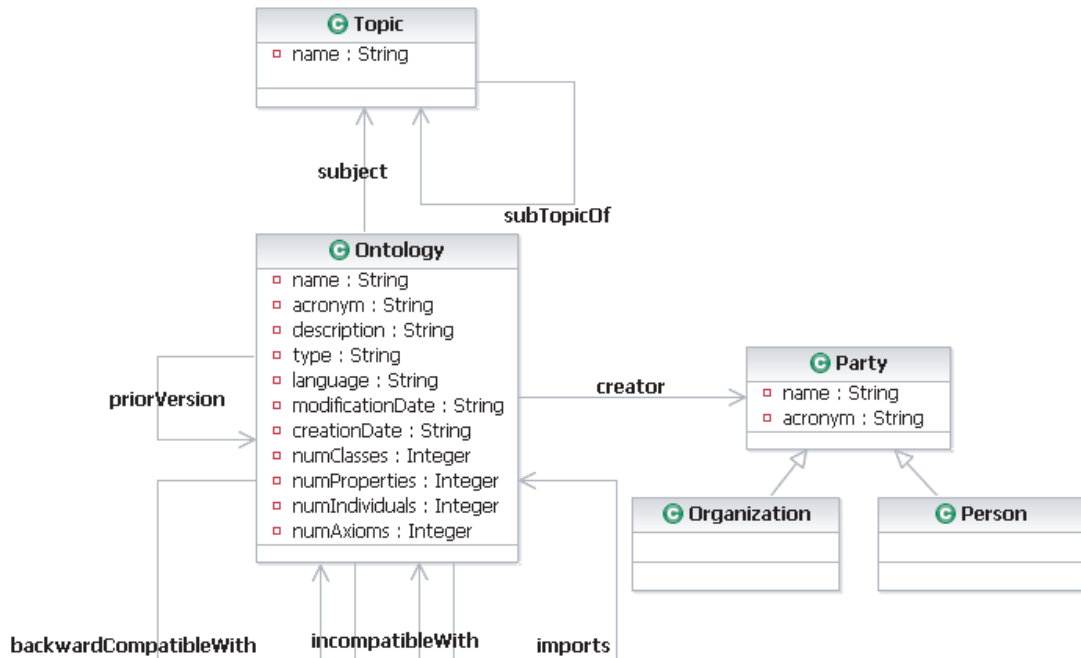 C Topic
name : String
subject
subTopicOf
C Ontology
name : String
acronym : String
description : String
type : String
language : String
modificationDate : String
creationDate : String
numClasses : Integer
numProperties : Integer
numIndividuals : Integer
numAxioms : Integer
priorVersion
creator
C Party
name : String
acronym : String
C Organization
C Person
backwardCompatibleWith
incompatibleWith
imports